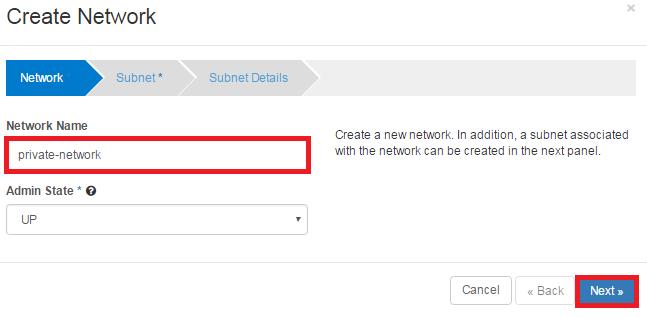 Create Network
×
Network
Subnet *
Subnet Details
Network Name
private-network
Create a new network. In addition, a subnet associated
with the network can be created in the next panel.
Admin State * ?
UP
Cancel
« Back
Next »